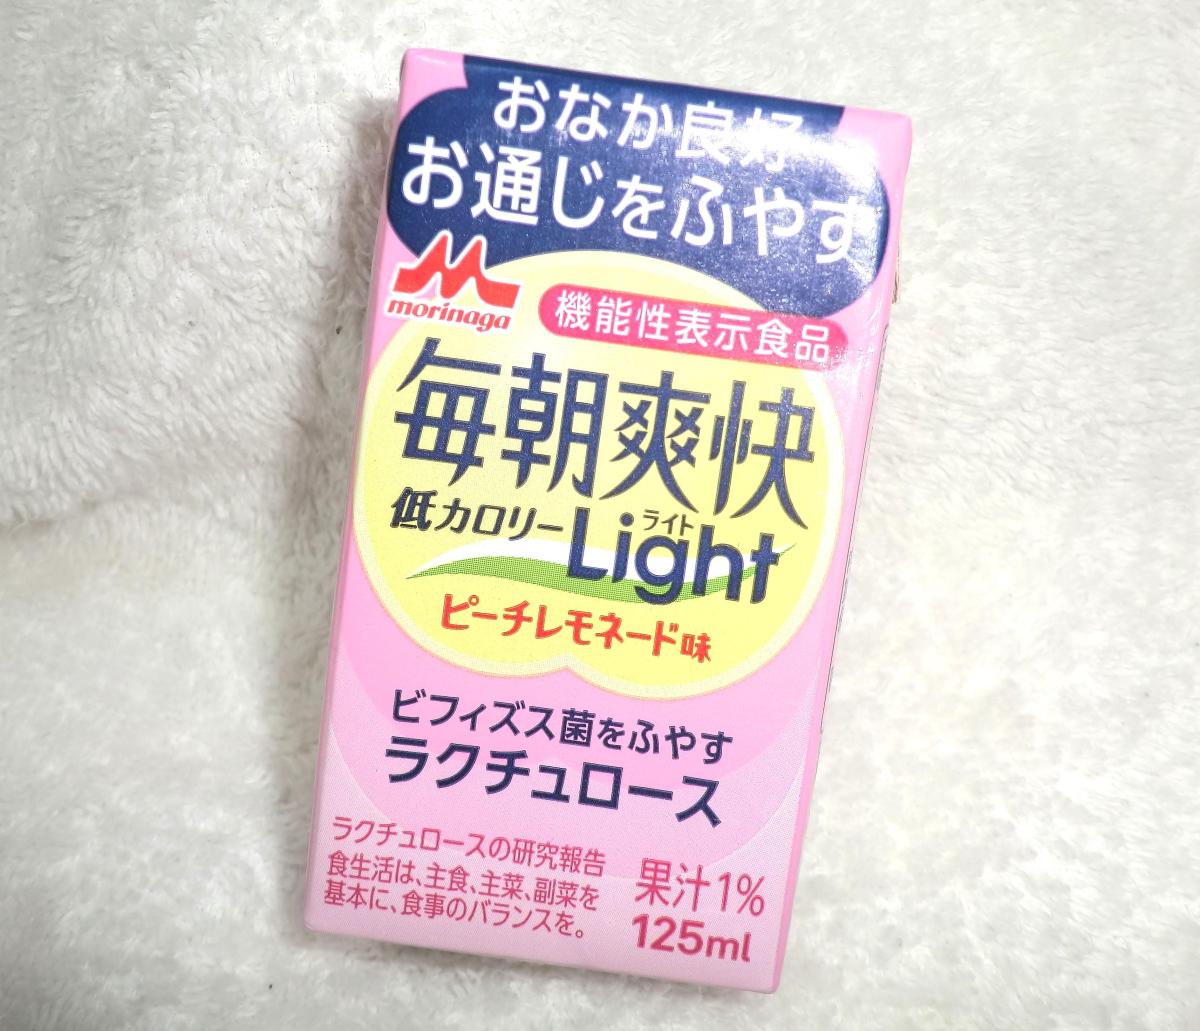 おなか良好
お通じをふやす
morinaga
機能性表示食品
毎朝爽快
低カロリー Light
ライト
ピーチレモネード味
ビフィズス菌をふやす
ラクチュロース
ラクチュロースの研究報告
食生活は、主食、主菜、副菜を
基本に、食事のバランスを。
果汁1%
125ml